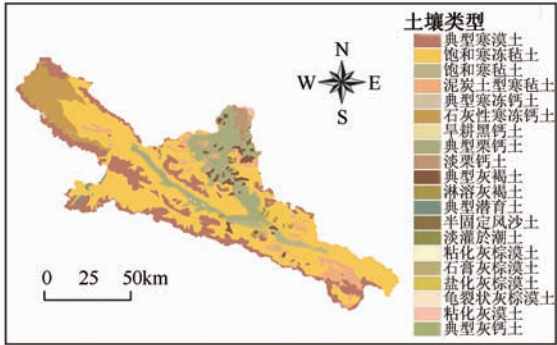 土壤类型
N
W E
S
典型寒漠土
饱和寒冻毡土
饱和寒毡土
泥炭土型寒毡土
典型寒冻钙土
石灰性寒冻钙土
旱耕黑钙土
典型栗钙土
淡栗钙土
典型灰褐土
淋溶灰褐土
典型潜育土
半固定风沙土
淡灌於潮土
粘化灰棕漠土
石膏灰棕漠土
盐化灰棕漠土
龟裂状灰棕漠土
粘化灰漠土
典型灰钙土
0 25 50km